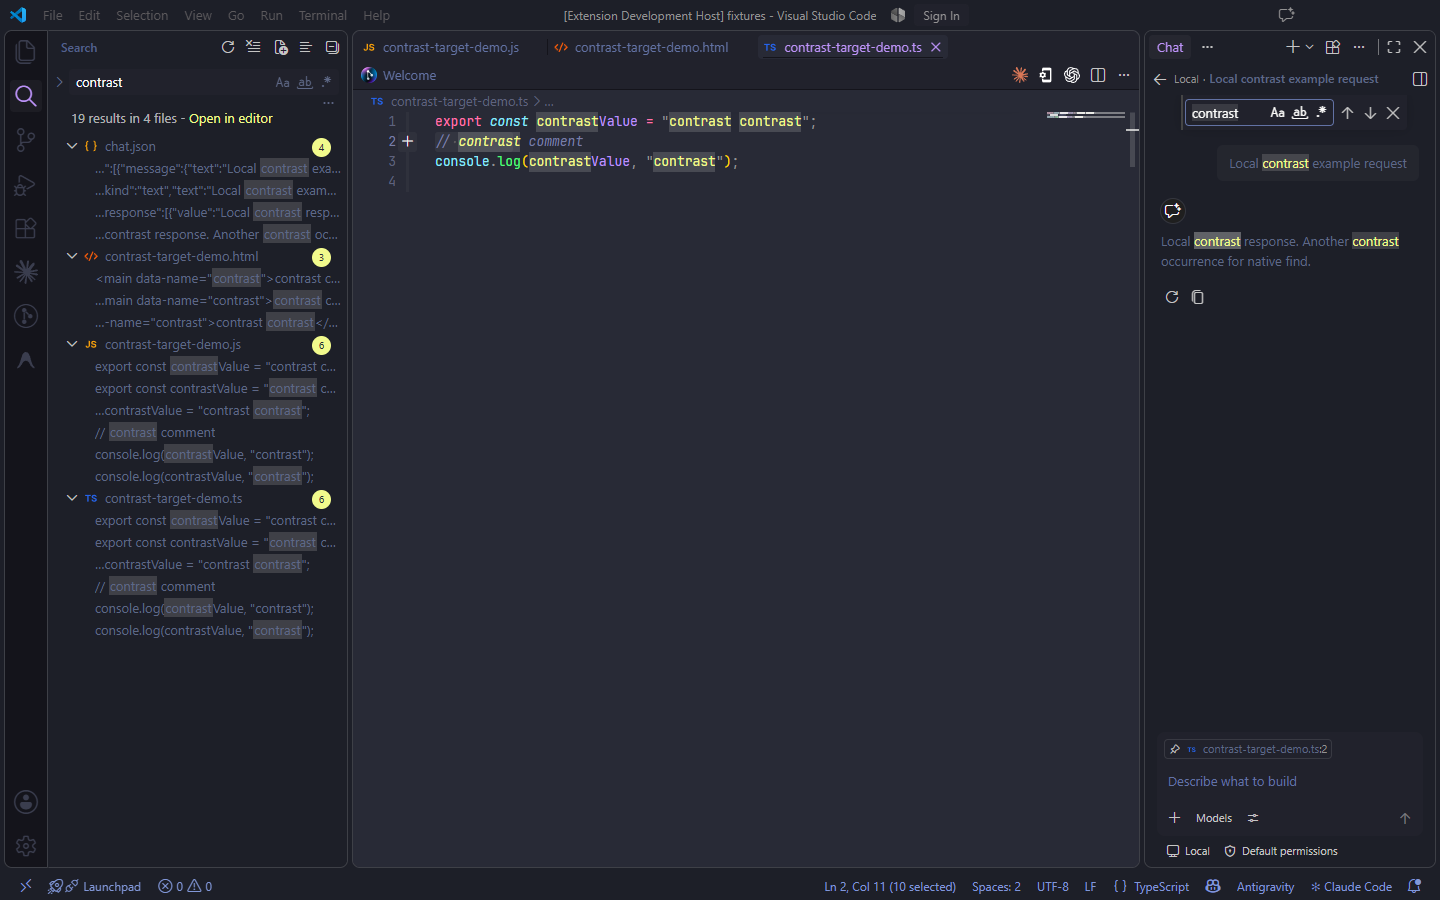 File Edit Selection View Go Run Terminal Help
[Extension Development Host] fixtures - Visual Studio Code
Sign In
Search
contrast
Aa ab .*
19 results in 4 files - Open in editor
{ } chat.json 4
...":[{"message":{"text":"Local contrast exa...
...kind":"text","text":"Local contrast exam...
...response":[{"value":"Local contrast resp...
...contrast response. Another contrast oc...
contrast-target-demo.html 3
<main data-name="contrast">contrast c...
...main data-name="contrast">contrast c...
...-name="contrast">contrast contrast</...
JS contrast-target-demo.js 6
export const contrastValue = "contrast c...
export const contrastValue = "contrast c...
...contrastValue = "contrast contrast";
// contrast comment
console.log(contrastValue, "contrast");
console.log(contrastValue, "contrast");
TS contrast-target-demo.ts 6
export const contrastValue = "contrast c...
export const contrastValue = "contrast c...
...contrastValue = "contrast contrast";
// contrast comment
console.log(contrastValue, "contrast");
console.log(contrastValue, "contrast");
JS contrast-target-demo.js
contrast-target-demo.html
TS contrast-target-demo.ts
Welcome
TS contrast-target-demo.ts > ...
1 export const contrastValue = "contrast contrast";
2 // contrast comment
3 console.log(contrastValue, "contrast");
4
Chat
Local · Local contrast example request
contrast Aa ab .*
Local contrast example request
Local contrast response. Another contrast
occurrence for native find.
TS contrast-target-demo.ts:2
Describe what to build
Models
Local Default permissions
Launchpad 0 0
Ln 2, Col 11 (10 selected) Spaces: 2 UTF-8 LF { } TypeScript Antigravity Claude Code